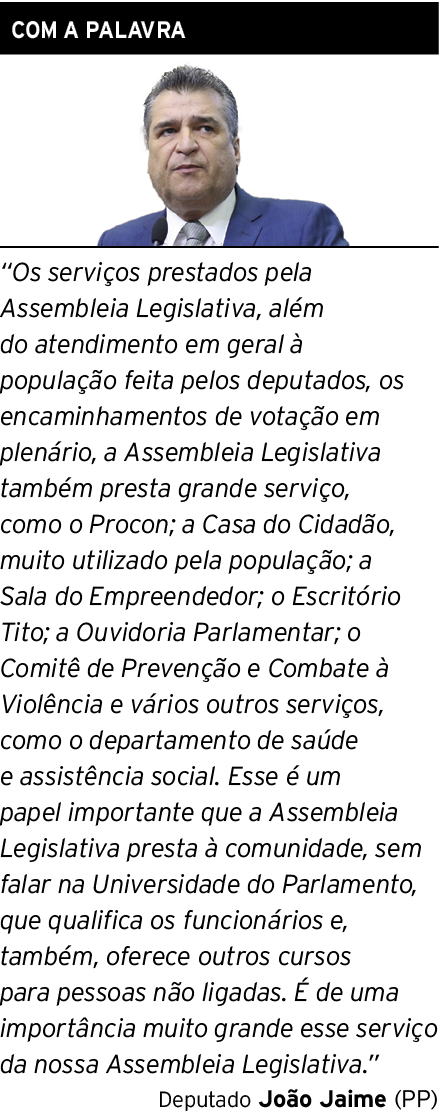 COM A PALAVRA
“Os serviços prestados pela
Assembleia Legislativa, além
do atendimento em geral à
população feita pelos deputados, os
encaminhamentos de votação em
plenário, a Assembleia Legislativa
também presta grande serviço,
como o Procon; a Casa do Cidadão,
muito utilizado pela população; a
Sala do Empreendedor; o Escritório
Tito; a Ouvidoria Parlamentar; o
Comitê de Prevenção e Combate à
Violência e vários outros serviços,
como o departamento de saúde
e assistência social. Esse é um
papel importante que a Assembleia
Legislativa presta à comunidade, sem
falar na Universidade do Parlamento,
que qualifica os funcionários e,
também, oferece outros cursos
para pessoas não ligadas. É de uma
importância muito grande esse serviço
da nossa Assembleia Legislativa.”
Deputado João Jaime (PP)